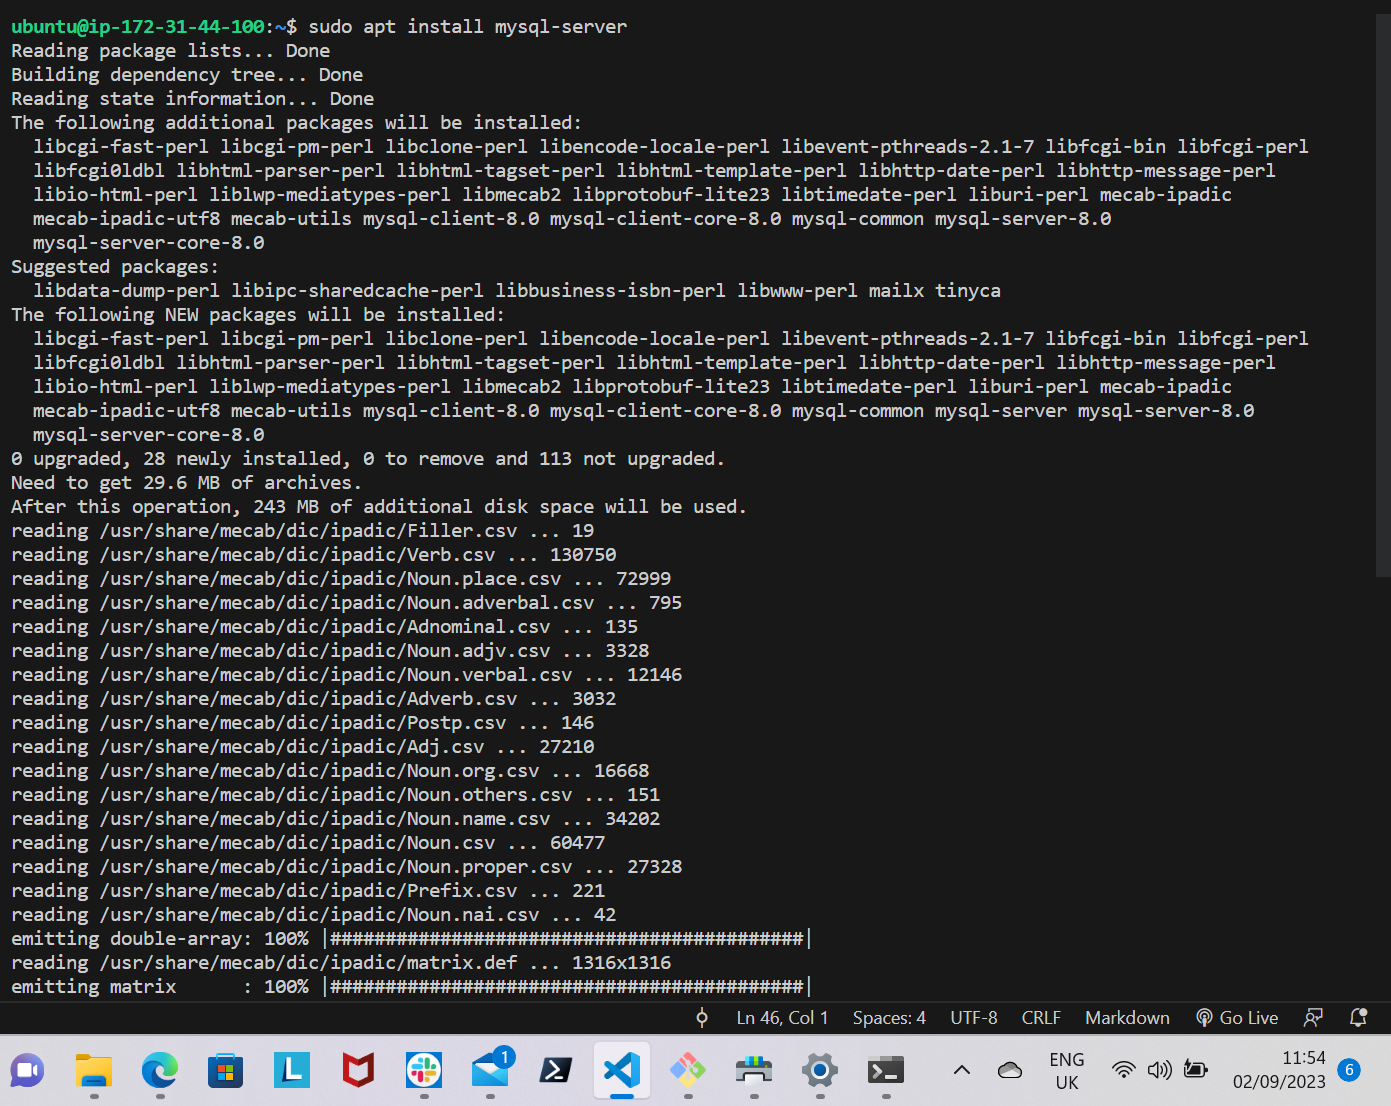 ubuntu@ip-172-31-44-100:~$ sudo apt install mysql-server
Reading package lists... Done
Building dependency tree... Done
Reading state information... Done
The following additional packages will be installed:
  libcgi-fast-perl libcgi-pm-perl libclone-perl libencode-locale-perl libevent-pthreads-2.1-7 libfcgi-bin libfcgi-perl
  libfcgi0ldbl libhtml-parser-perl libhtml-tagset-perl libhtml-template-perl libhttp-date-perl libhttp-message-perl
  libio-html-perl liblwp-mediatypes-perl libmecab2 libprotobuf-lite23 libtimedate-perl liburi-perl mecab-ipadic
  mecab-ipadic-utf8 mecab-utils mysql-client-8.0 mysql-client-core-8.0 mysql-common mysql-server-8.0
  mysql-server-core-8.0
Suggested packages:
  libdata-dump-perl libipc-sharedcache-perl libbusiness-isbn-perl libwww-perl mailx tinyca
The following NEW packages will be installed:
  libcgi-fast-perl libcgi-pm-perl libclone-perl libencode-locale-perl libevent-pthreads-2.1-7 libfcgi-bin libfcgi-perl
  libfcgi0ldbl libhtml-parser-perl libhtml-tagset-perl libhtml-template-perl libhttp-date-perl libhttp-message-perl
  libio-html-perl liblwp-mediatypes-perl libmecab2 libprotobuf-lite23 libtimedate-perl liburi-perl mecab-ipadic
  mecab-ipadic-utf8 mecab-utils mysql-client-8.0 mysql-client-core-8.0 mysql-common mysql-server mysql-server-8.0
  mysql-server-core-8.0
0 upgraded, 28 newly installed, 0 to remove and 113 not upgraded.
Need to get 29.6 MB of archives.
After this operation, 243 MB of additional disk space will be used.
reading /usr/share/mecab/dic/ipadic/Filler.csv ... 19
reading /usr/share/mecab/dic/ipadic/Verb.csv ... 130750
reading /usr/share/mecab/dic/ipadic/Noun.place.csv ... 72999
reading /usr/share/mecab/dic/ipadic/Noun.adverbal.csv ... 795
reading /usr/share/mecab/dic/ipadic/Adnominal.csv ... 135
reading /usr/share/mecab/dic/ipadic/Noun.adjv.csv ... 3328
reading /usr/share/mecab/dic/ipadic/Noun.verbal.csv ... 12146
reading /usr/share/mecab/dic/ipadic/Adverb.csv ... 3032
reading /usr/share/mecab/dic/ipadic/Postp.csv ... 146
reading /usr/share/mecab/dic/ipadic/Adj.csv ... 27210
reading /usr/share/mecab/dic/ipadic/Noun.org.csv ... 16668
reading /usr/share/mecab/dic/ipadic/Noun.others.csv ... 151
reading /usr/share/mecab/dic/ipadic/Noun.name.csv ... 34202
reading /usr/share/mecab/dic/ipadic/Noun.csv ... 60477
reading /usr/share/mecab/dic/ipadic/Noun.proper.csv ... 27328
reading /usr/share/mecab/dic/ipadic/Prefix.csv ... 221
reading /usr/share/mecab/dic/ipadic/Noun.nai.csv ... 42
emitting double-array: 100% |###########################################|
reading /usr/share/mecab/dic/ipadic/matrix.def ... 1316x1316
emitting matrix      : 100% |###########################################|
Ln 46, Col 1 Spaces: 4 UTF-8 CRLF Markdown Go Live
1
ENG
UK
11:54
02/09/2023
6